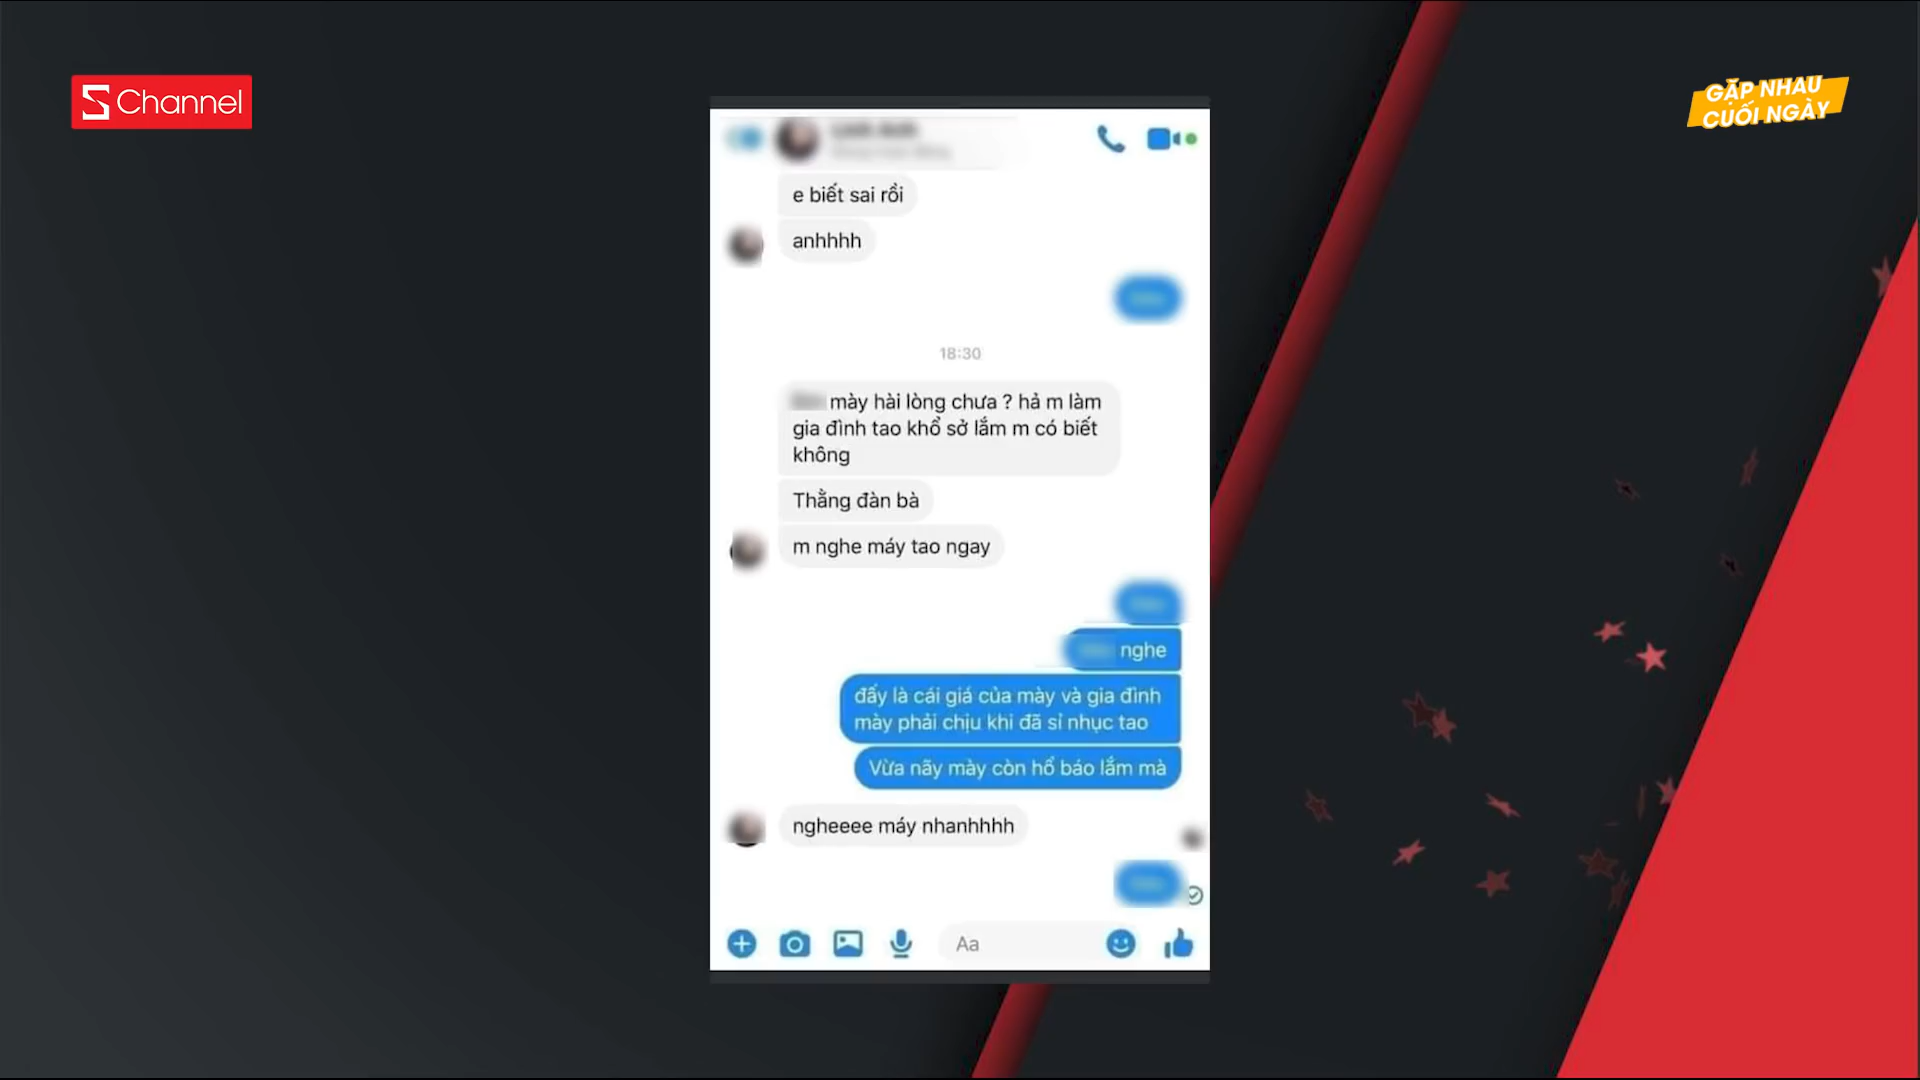 S Channel
GẶP NHAU
CUỐI NGÀY
e biết sai rồi
anhhhh
18:30
mày hài lòng chưa ? hả m làm
gia đình tao khổ sở lắm m có biết
không
Thằng đàn bà
m nghe máy tao ngay
nghe
đấy là cái giá của mày và gia đình
mày phải chịu khi đã sỉ nhục tao
Vừa nãy mày còn hổ báo lắm mà
ngheeee máy nhanhhhh
Aa